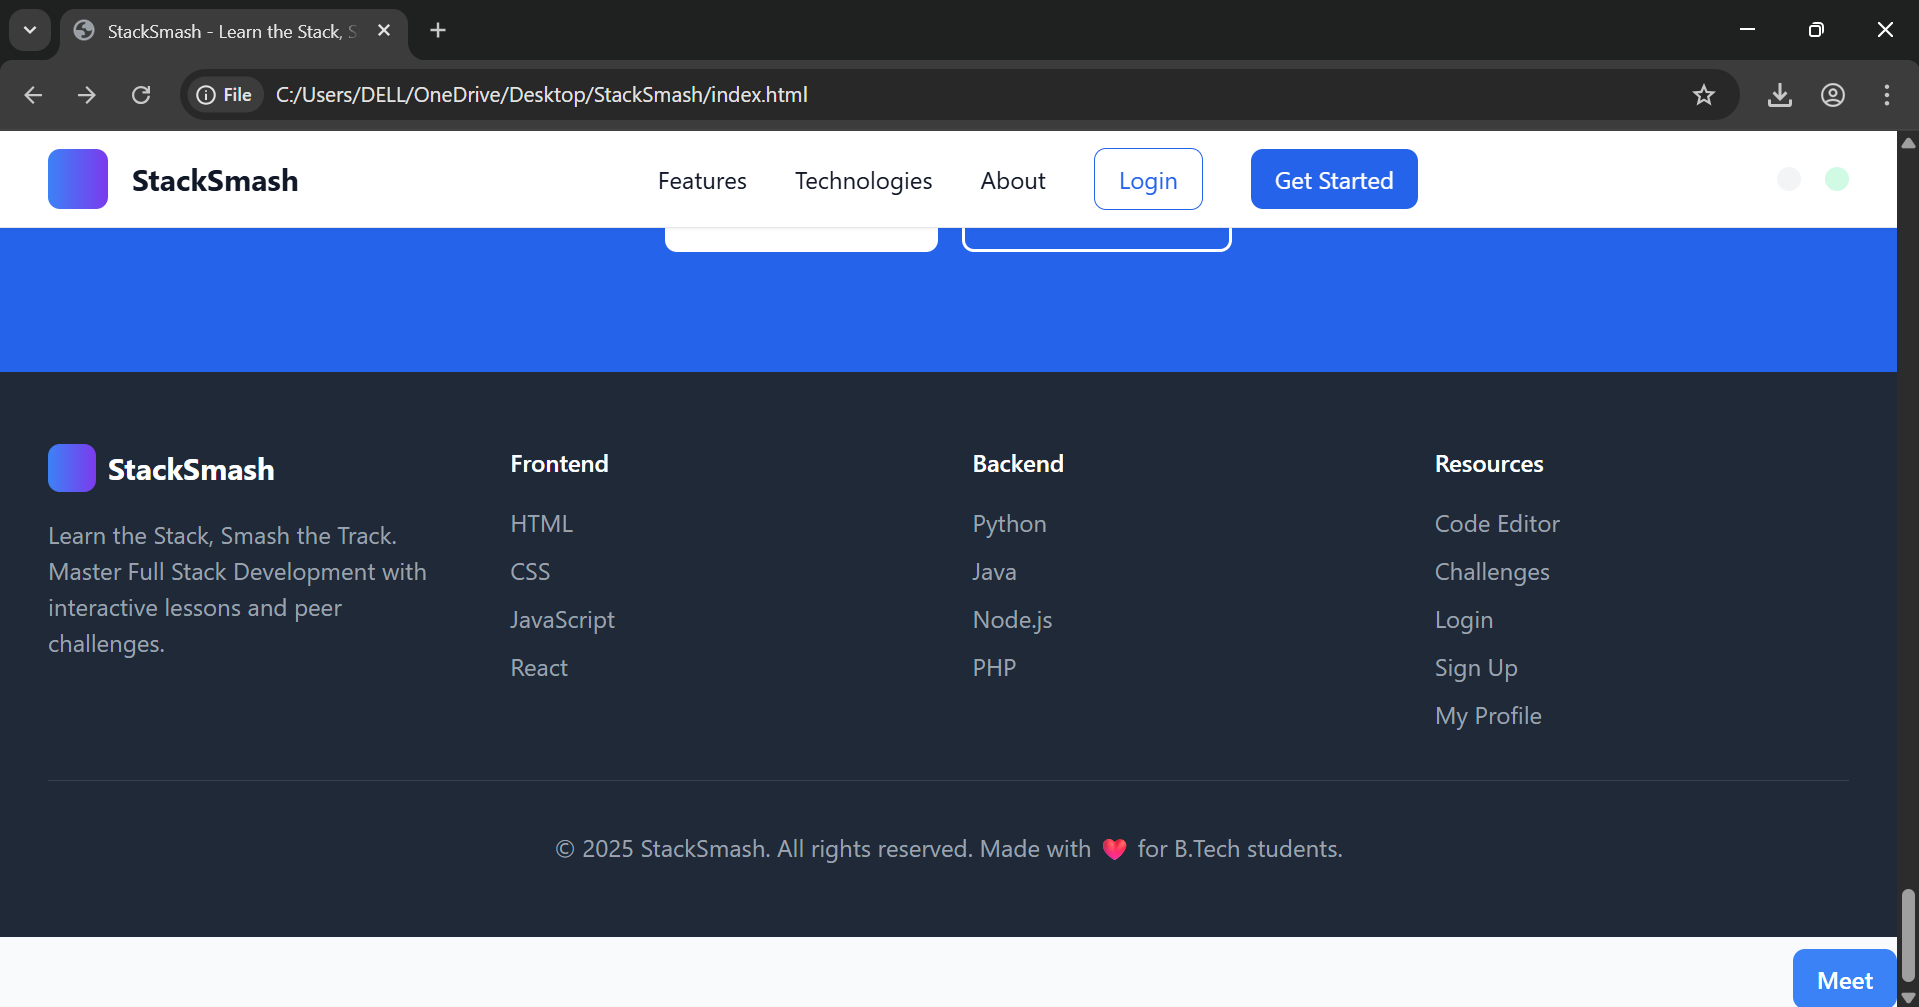 StackSmash - Learn the Stack, S
File
C:/Users/DELL/OneDrive/Desktop/StackSmash/index.html
StackSmash
Features
Technologies
About
Login
Get Started
StackSmash
Learn the Stack, Smash the Track.
Master Full Stack Development with
interactive lessons and peer
challenges.
Frontend
HTML
CSS
JavaScript
React
Backend
Python
Java
Node.js
PHP
Resources
Code Editor
Challenges
Login
Sign Up
My Profile
© 2025 StackSmash. All rights reserved. Made with ❤️ for B.Tech students.
Meet